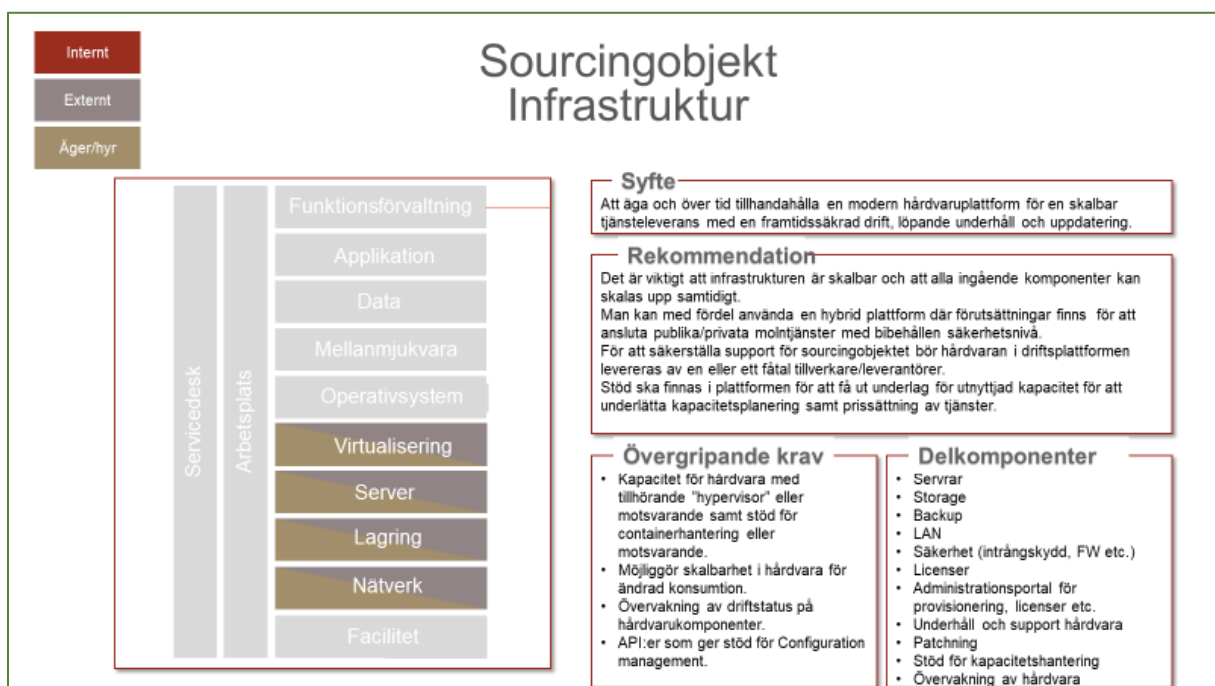 Internt
Externt
Äger/hyr
Sourcingobjekt
Infrastruktur
Servicedesk
Arbetsplats
Funktionsförvaltning
Applikation
Data
Mellanmjukvara
Operativsystem
Virtualisering
Server
Lagring
Nätverk
Facilitet
Syfte
Att äga och över tid tillhandahålla en modern hårdvaruplattform för en skalbar
tjänsteleverans med en framtidssäkrad drift, löpande underhåll och uppdatering.
Rekommendation
Det är viktigt att infrastrukturen är skalbar och att alla ingående komponenter kan
skalas upp samtidigt.
Man kan med fördel använda en hybrid plattform där förutsättningar finns för att
ansluta publika/privata molntjänster med bibehållen säkerhetsnivå.
För att säkerställa support för sourcingobjektet bör hårdvaran i driftsplattformen
levereras av en eller ett fåtal tillverkare/leverantörer.
Stöd ska finnas i plattformen för att få ut underlag för utnyttjad kapacitet för att
underlätta kapacitetsplanering samt prissättning av tjänster.
Övergripande krav
• Kapacitet för hårdvara med
tillhörande "hypervisor" eller
motsvarande samt stöd för
containerhantering eller
motsvarande.
• Möjliggör skalbarhet i hårdvara för
ändrad konsumtion.
• Övervakning av driftstatus på
hårdvarukomponenter.
• API:er som ger stöd för Configuration
management.
Delkomponenter
• Servrar
• Storage
• Backup
• LAN
• Säkerhet (intrångskydd, FW etc.)
• Licenser
• Administrationsportal för
provisionering, licenser etc.
• Underhåll och support hårdvara
• Patchning
• Stöd för kapacitetshantering
• Övervakning av hårdvara